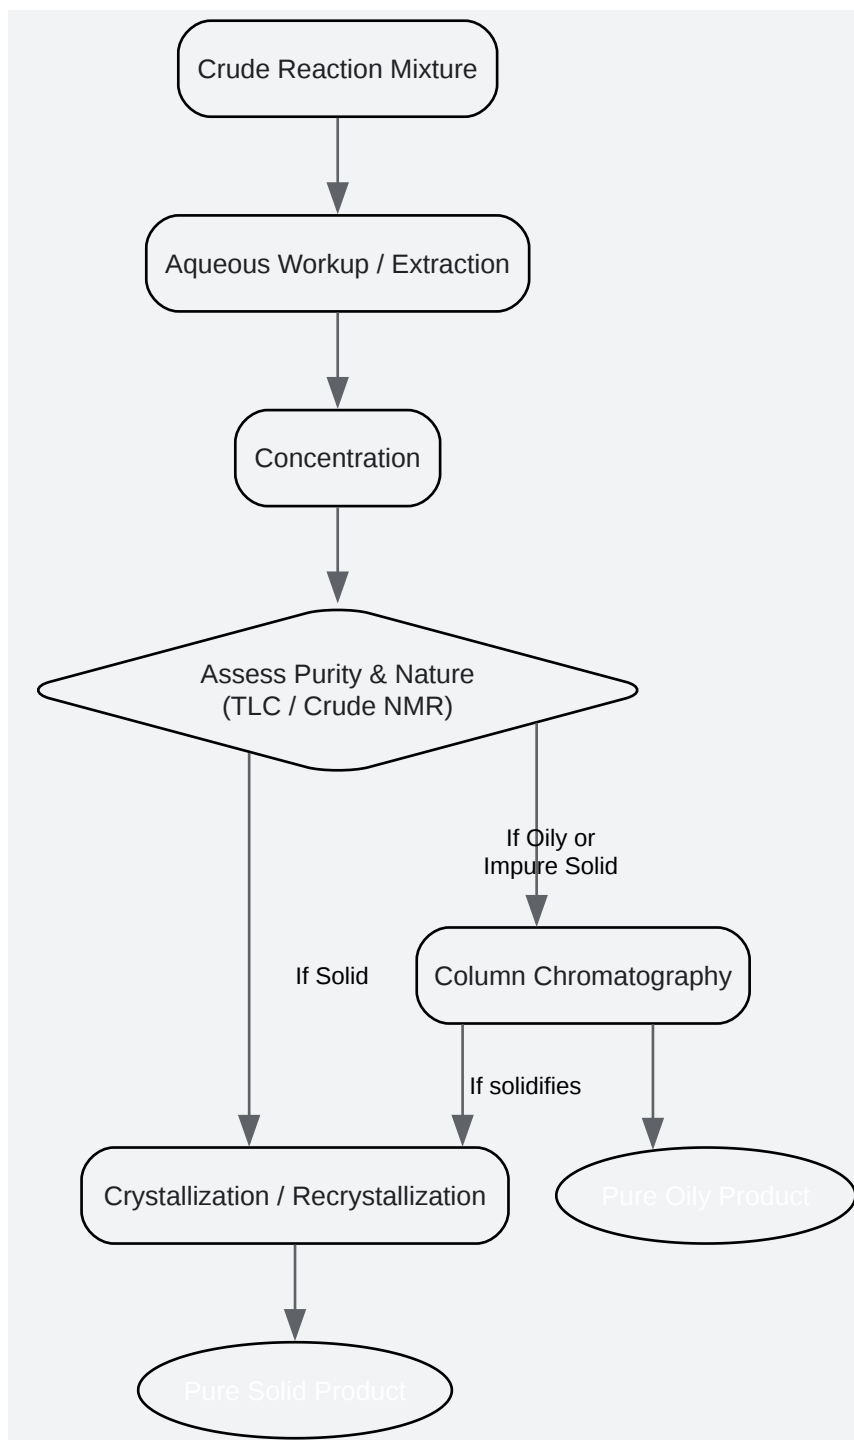 Crude Reaction Mixture
Aqueous Workup / Extraction
Concentration
Assess Purity & Nature
(TLC / Crude NMR)
If Oily or
Impure Solid
If Solid
Column Chromatography
If solidifies
Crystallization / Recrystallization
Pure Oily Product
Pure Solid Product